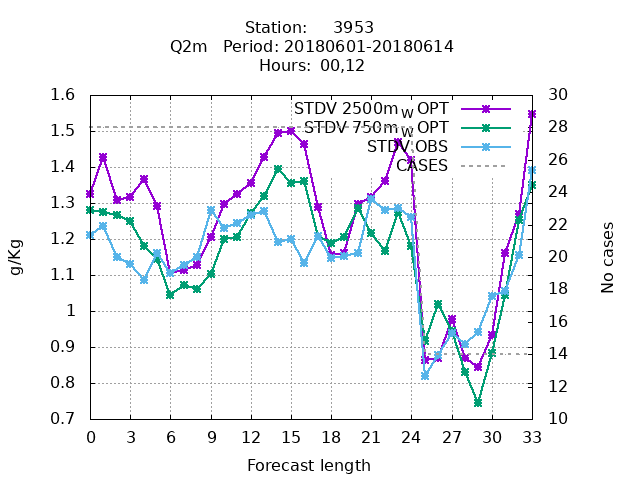 Station: 3953
Q2m Period: 20180601-20180614
Hours: 00,12
STDV 2500m W OPT
STDV 750m W OPT
STDV OBS
CASES
1.6
1.5
1.4
1.3
1.2
1.1
1
0.9
0.8
0.7
g/Kg
30
28
26
24
22
20
18
16
14
12
10
No cases
0 3 6 9 12 15 18 21 24 27 30 33
Forecast length